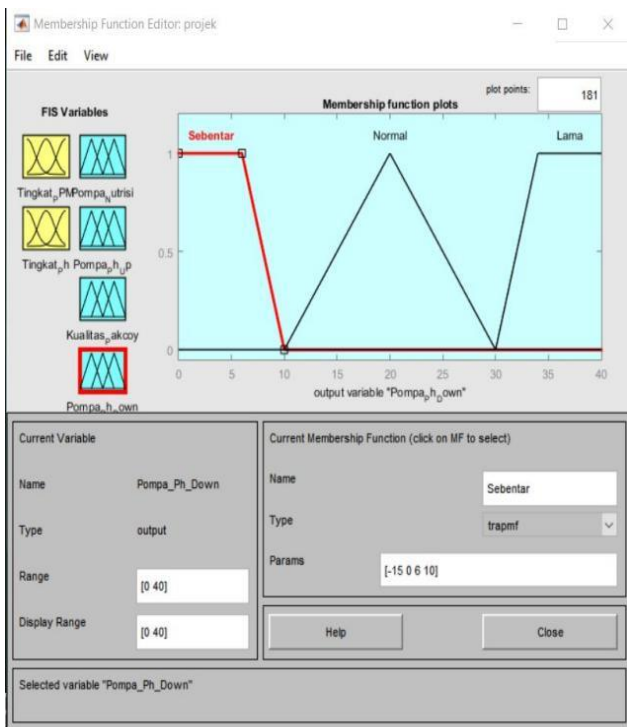 Membership Function Editor: projek
File Edit View
plot points: 181
FIS Variables
Membership function plots
Tingkat_pPM
Pompa_Nutrisi
Tingkat_ph
Pompa_ph_Up
Kualitas_pakcoy
Pompa_ph_Down
Sebentar
Normal
Lama
1
0.5
0
0 5 10 15 20 25 30 35 40
output variable "Pompa_ph_Down"
Current Variable
Name Pompa_Ph_Down
Type output
Range [0 40]
Display Range [0 40]
Current Membership Function (click on MF to select)
Name Sebentar
Type trapmf
Params [-15 0 6 10]
Help Close
Selected variable "Pompa_Ph_Down"